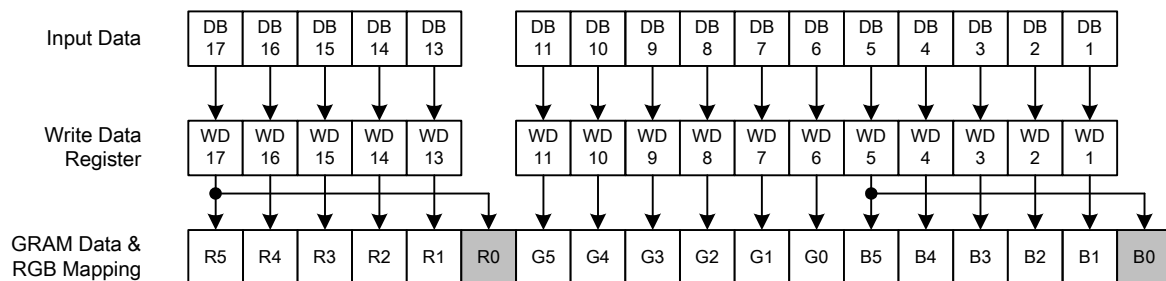 Input Data
DB DB DB DB DB DB DB DB DB DB DB DB DB DB DB DB
17 16 15 14 13 11 10 9 8 7 6 5 4 3 2 1
Write Data
Register
WD WD WD WD WD WD WD WD WD WD WD WD WD WD WD WD
17 16 15 14 13 11 10 9 8 7 6 5 4 3 2 1
GRAM Data &
RGB Mapping
R5 R4 R3 R2 R1 R0 G5 G4 G3 G2 G1 G0 B5 B4 B3 B2 B1 B0